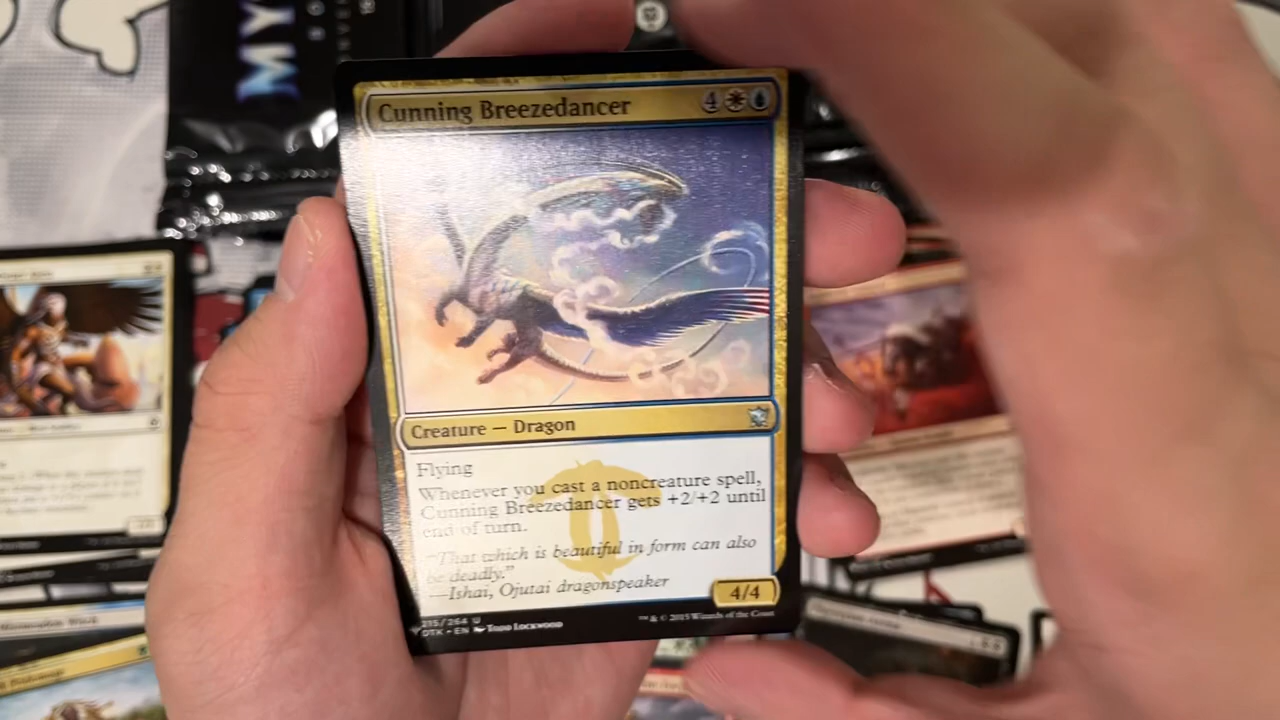 MY
Cunning Breezedancer 4
Creature — Dragon
Flying
Whenever you cast a noncreature spell,
Cunning Breezedancer gets +2/+2 until
end of turn.
"That which is beautiful in form can also
be deadly."
—Ishai, Ojutai dragonspeaker
4/4
215/264 U
DTK • EN Todd Lockwood
™ & © 2015 Wizards of the Coast